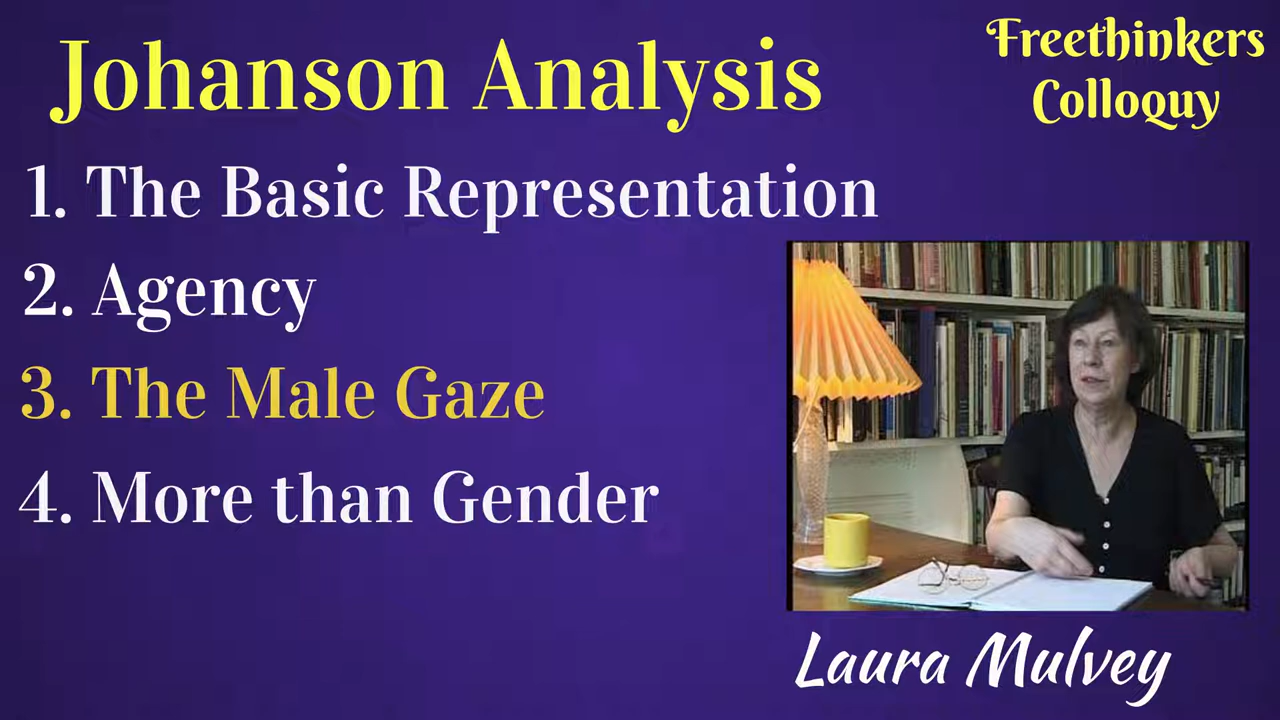 Johanson Analysis
Freethinkers
Colloquy
1. The Basic Representation
2. Agency
3. The Male Gaze
4. More than Gender
Laura Mulvey